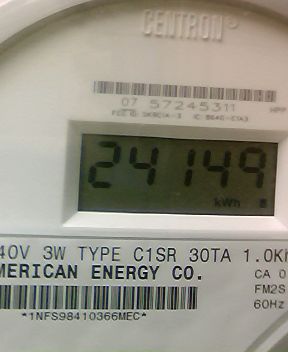 CENTRON®
07 57245311
24149
kWh
40V 3W TYPE C1SR 30TA 1.0Kh
MERICAN ENERGY CO.
CA 0
FM2S
60Hz
*1NFS98410366MEC*